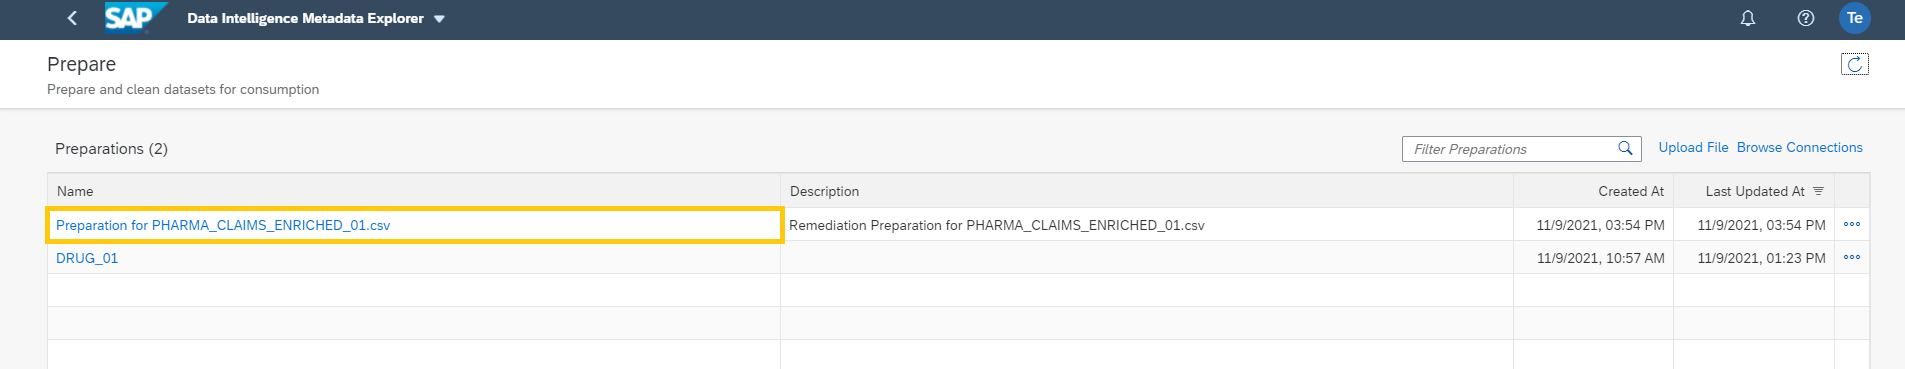 SAP Data Intelligence Metadata Explorer Te
Prepare
Prepare and clean datasets for consumption
Preparations (2) Filter Preparations Upload File Browse Connections
Name Description Created At Last Updated At
Preparation for PHARMA_CLAIMS_ENRICHED_01.csv Remediation Preparation for PHARMA_CLAIMS_ENRICHED_01.csv 11/9/2021, 03:54 PM 11/9/2021, 03:54 PM
DRUG_01 11/9/2021, 10:57 AM 11/9/2021, 01:23 PM